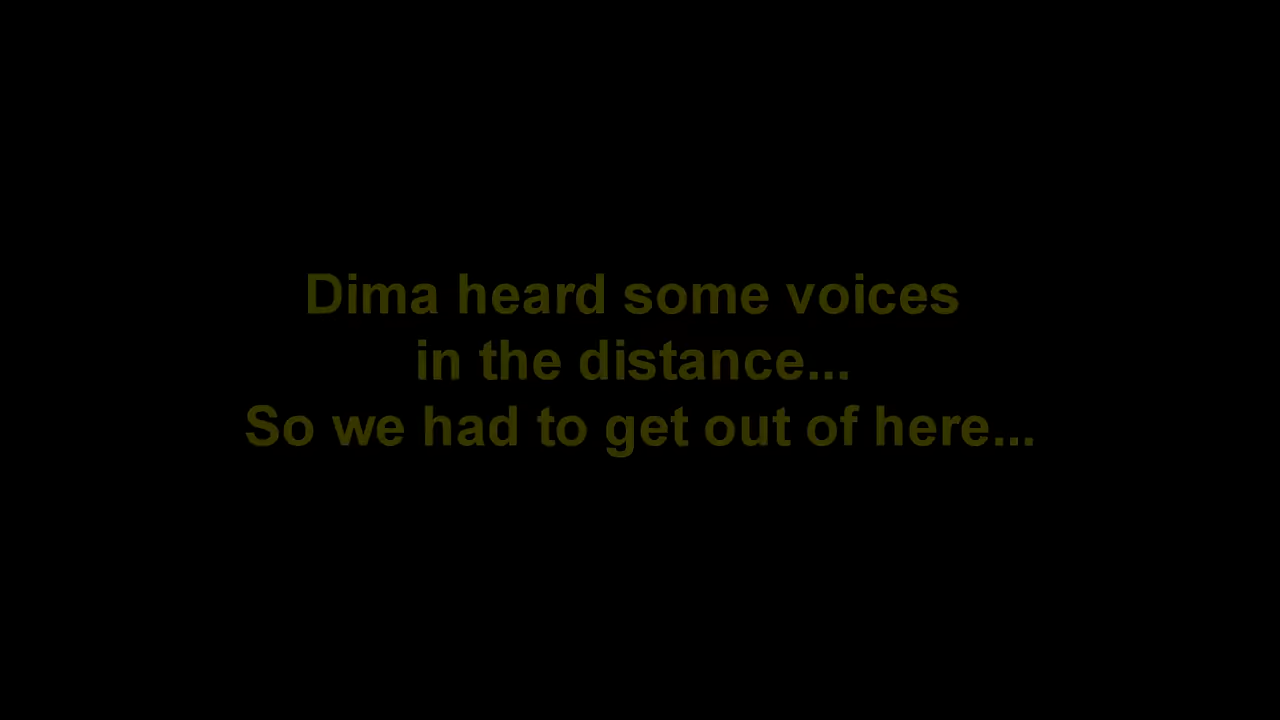 Dima heard some voices
in the distance...
So we had to get out of here...